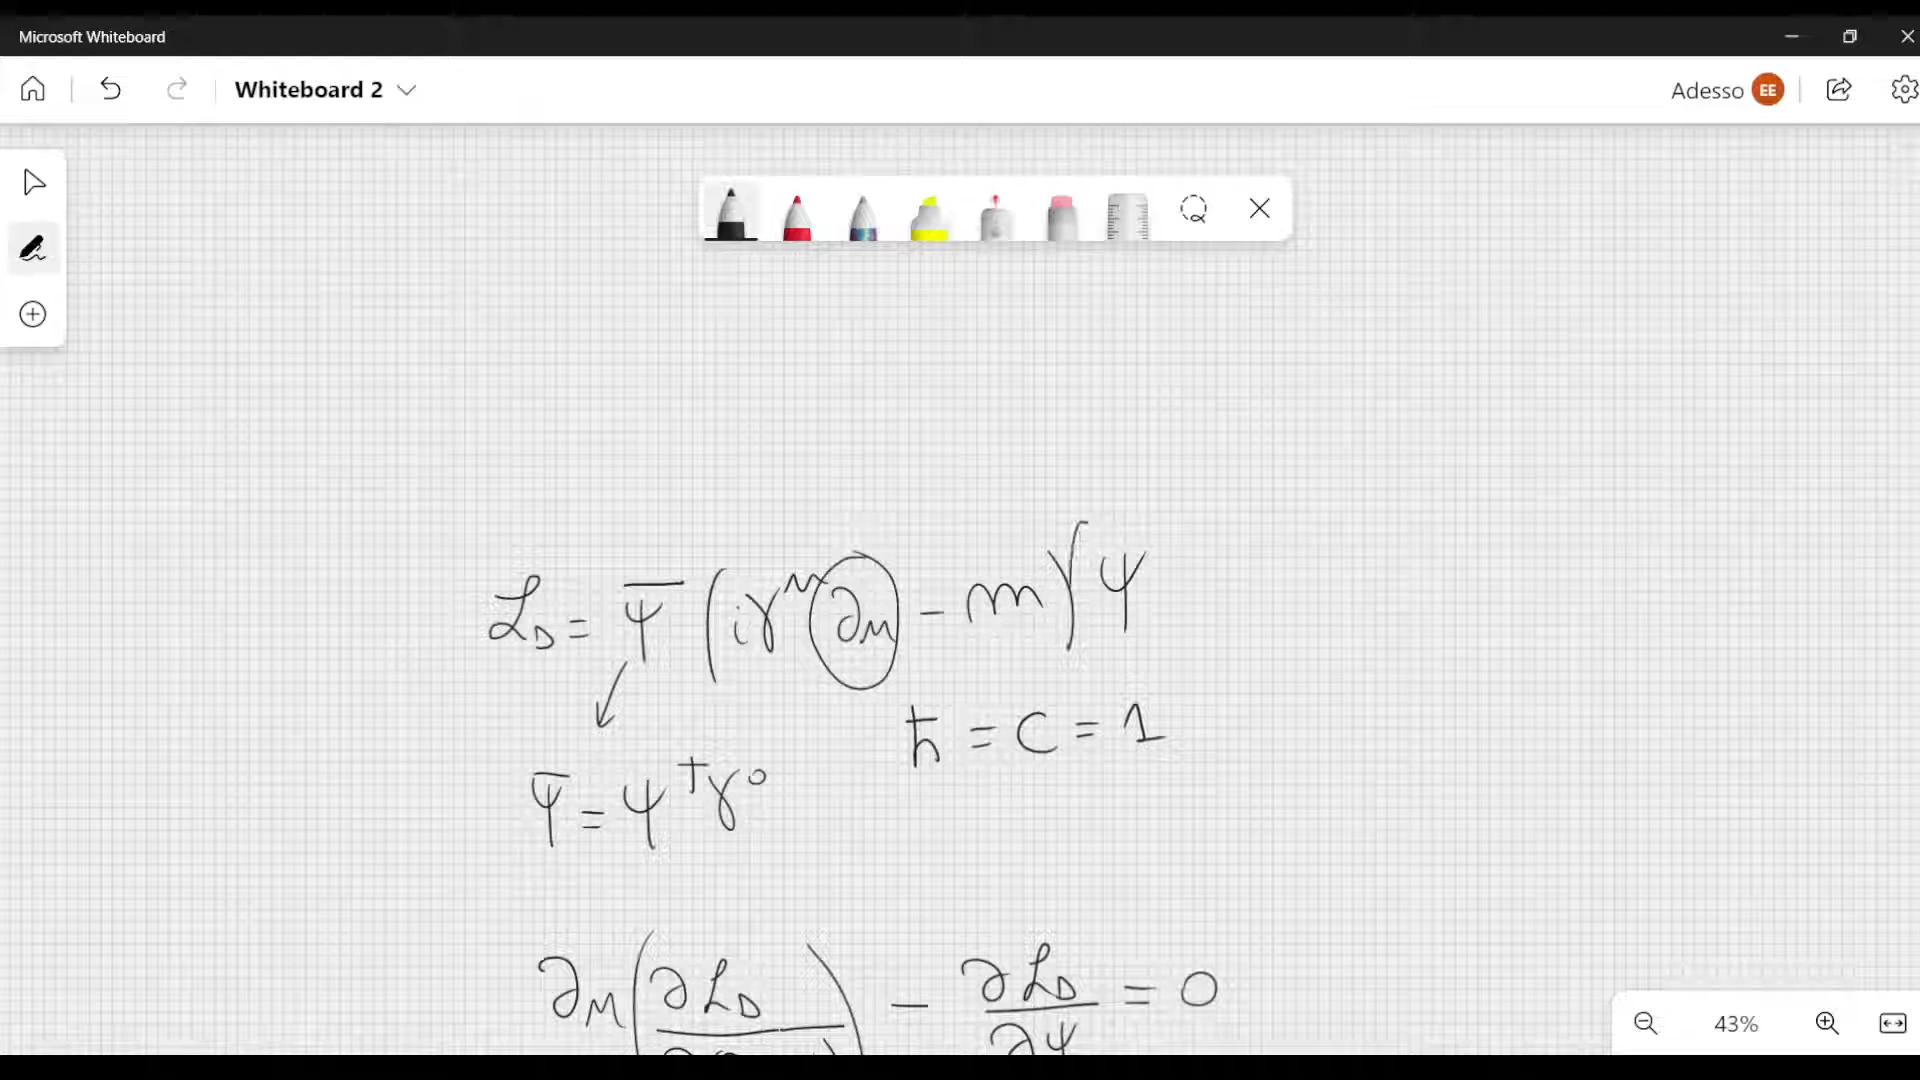 Microsoft Whiteboard
Whiteboard 2
Adesso EE
ℒ_D = ψ̄ (iγ^μ ∂_μ − m) ψ
ħ = c = 1
ψ̄ = ψ^† γ^0
∂_μ (∂ℒ_D / ∂ ) − ∂ℒ_D / ∂ψ = 0
43%